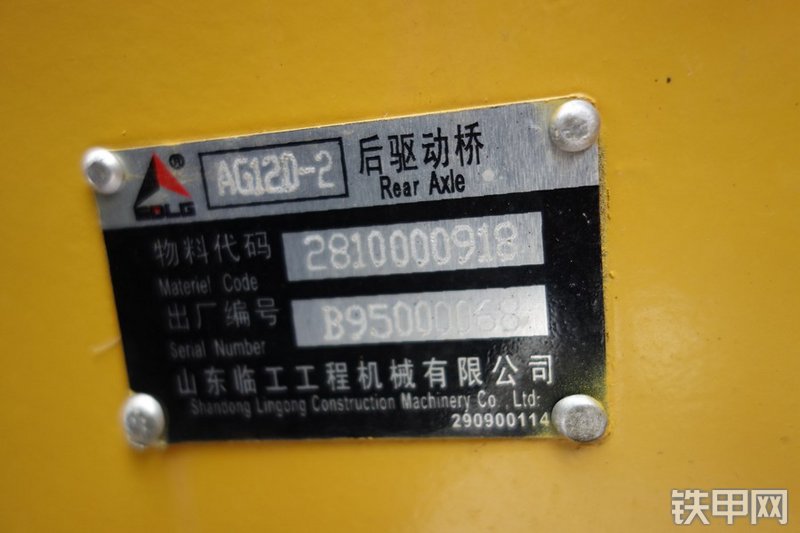 ® AG120-2 后驱动桥
SDLG Rear Axle
物料代码 2810000918
Materiel Code
出厂编号 B95000068
Serial Number
山东临工工程机械有限公司
Shandong Lingong Construction Machinery Co., Ltd.
290900114
铁甲网